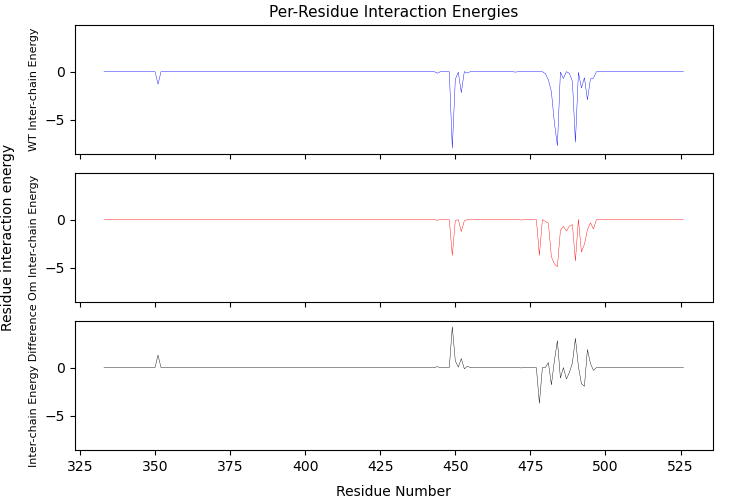 Per-Residue Interaction Energies
Residue interaction energy
WT Inter-chain Energy
0
−5
Om Inter-chain Energy
0
−5
Inter-chain Energy Difference
0
−5
325 350 375 400 425 450 475 500 525
Residue Number